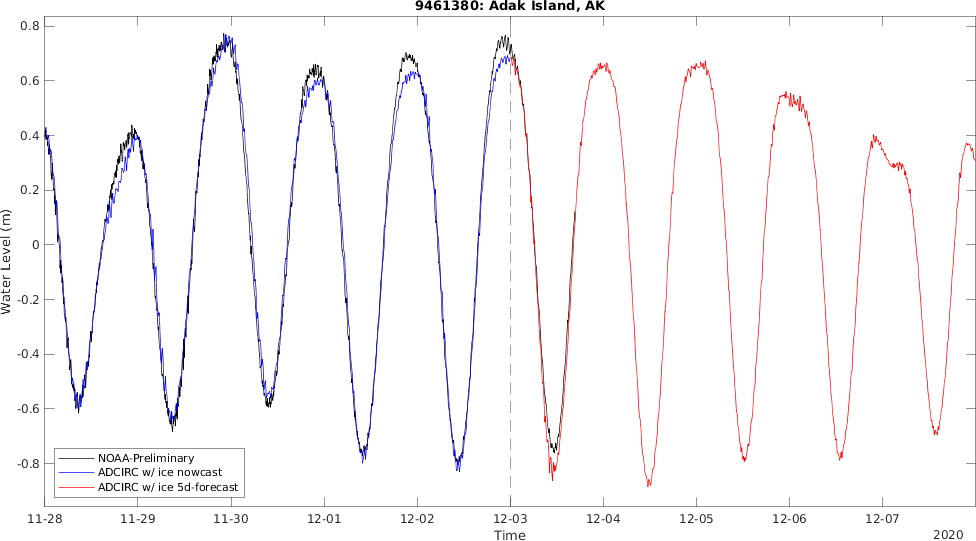 9461380: Adak Island, AK
Water Level (m)
0.8
0.6
0.4
0.2
0
-0.2
-0.4
-0.6
-0.8
NOAA-Preliminary
ADCIRC w/ ice nowcast
ADCIRC w/ ice 5d-forecast
11-28 11-29 11-30 12-01 12-02 12-03 12-04 12-05 12-06 12-07
Time
2020